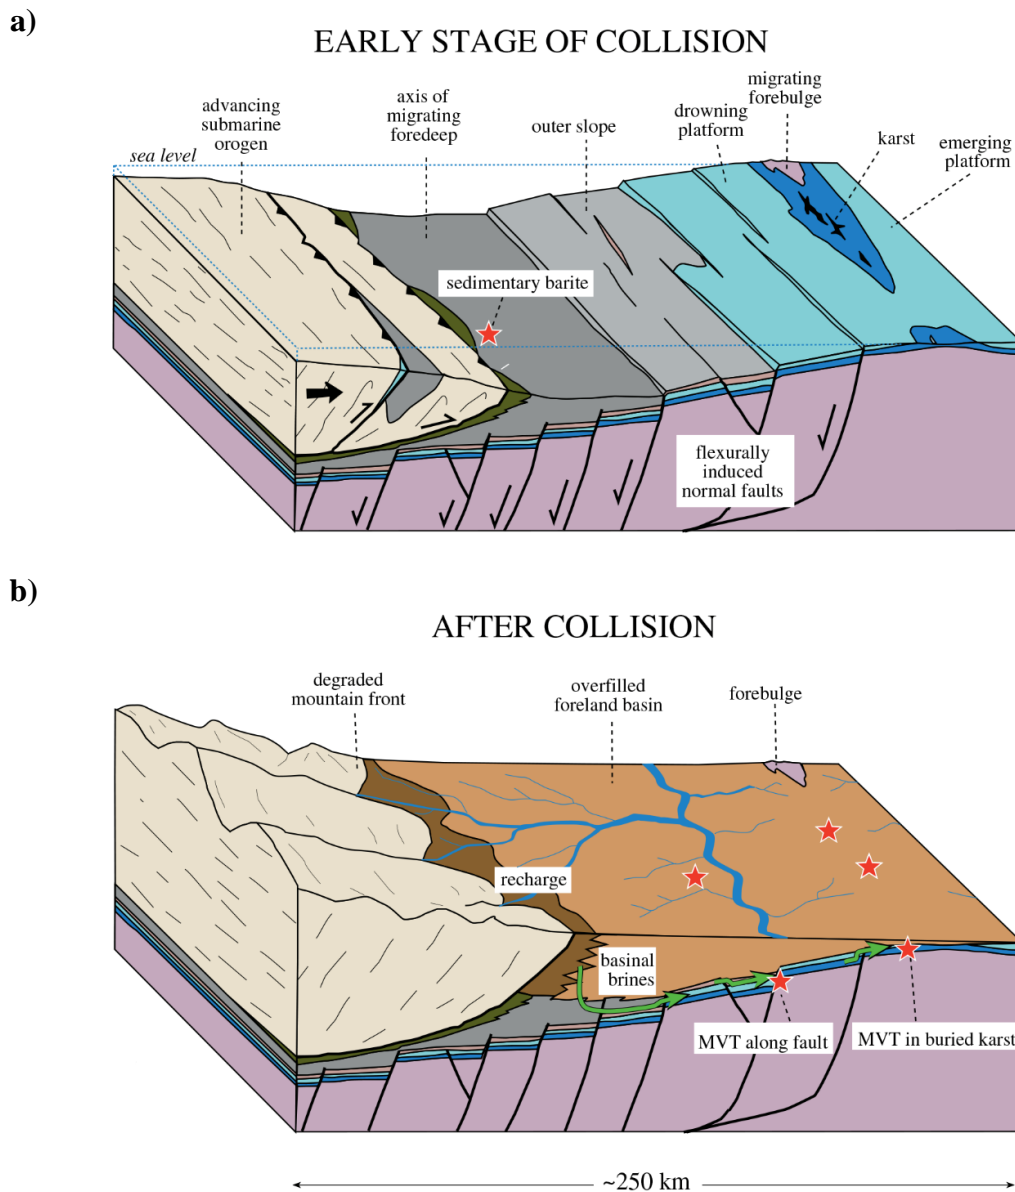 a)
EARLY STAGE OF COLLISION
advancing
submarine
orogen
axis of
migrating
foredeep
outer slope
drowning
platform
migrating
forebulge
karst
emerging
platform
sea level
sedimentary barite
flexurally
induced
normal faults
b)
AFTER COLLISION
degraded
mountain front
overfilled
foreland basin
forebulge
recharge
basinal
brines
MVT along fault
MVT in buried karst
~250 km